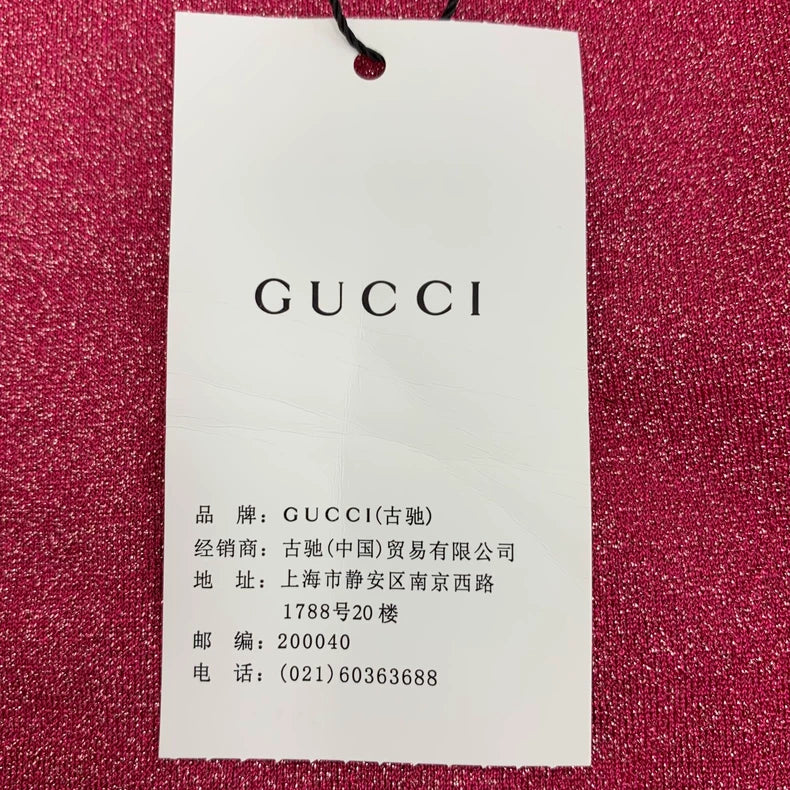 GUCCI
品 牌：GUCCI(古驰)
经销商：古驰(中国)贸易有限公司
地 址：上海市静安区南京西路
1788号20楼
邮 编：200040
电 话：(021)60363688